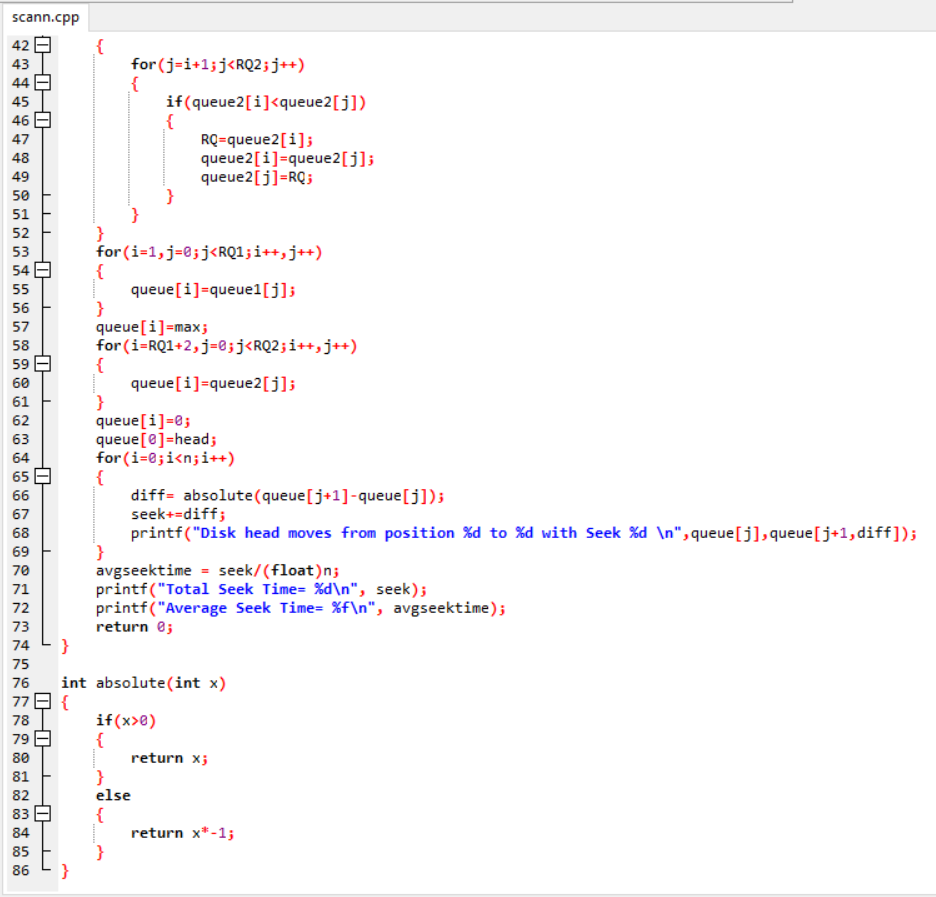 scann.cpp
42 {
43 for(j=i+1;j<RQ2;j++)
44 {
45 if(queue2[i]<queue2[j])
46 {
47 RQ=queue2[i];
48 queue2[i]=queue2[j];
49 queue2[j]=RQ;
50 }
51 }
52 }
53 for(i=1,j=0;j<RQ1;i++,j++)
54 {
55 queue[i]=queue1[j];
56 }
57 queue[i]=max;
58 for(i=RQ1+2,j=0;j<RQ2;i++,j++)
59 {
60 queue[i]=queue2[j];
61 }
62 queue[i]=0;
63 queue[0]=head;
64 for(i=0;i<n;i++)
65 {
66 diff= absolute(queue[j+1]-queue[j]);
67 seek+=diff;
68 printf("Disk head moves from position %d to %d with Seek %d \n",queue[j],queue[j+1,diff]);
69 }
70 avgseektime = seek/(float)n;
71 printf("Total Seek Time= %d\n", seek);
72 printf("Average Seek Time= %f\n", avgseektime);
73 return 0;
74 }
75
76 int absolute(int x)
77 {
78 if(x>0)
79 {
80 return x;
81 }
82 else
83 {
84 return x*-1;
85 }
86 }